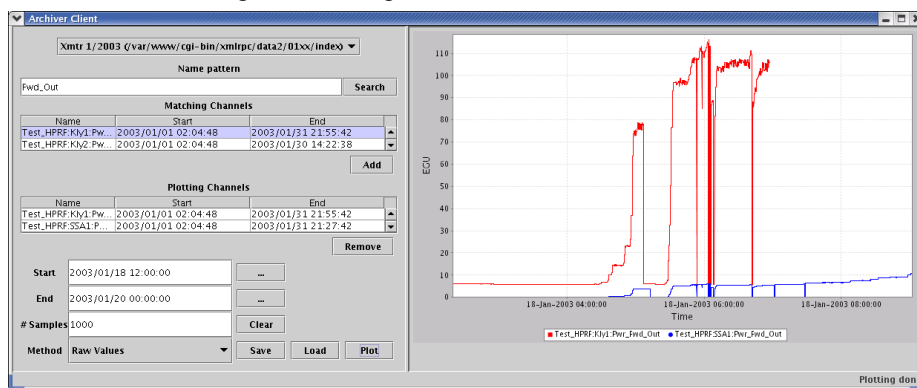 Archiver Client
Xmtr 1/2003 (/var/www/cgi-bin/xmlrpc/data2/01xx/index)
Name pattern
Fwd_Out Search
Matching Channels
Name Start End
Test_HPRF:Kly1:Pw... 2003/01/01 02:04:48 2003/01/31 21:55:42
Test_HPRF:Kly2:Pw... 2003/01/01 02:04:48 2003/01/30 14:22:38
Add
Plotting Channels
Name Start End
Test_HPRF:Kly1:Pw... 2003/01/01 02:04:48 2003/01/31 21:55:42
Test_HPRF:SSA1:P... 2003/01/01 02:04:48 2003/01/31 21:27:42
Remove
Start 2003/01/18 12:00:00 ...
End 2003/01/20 00:00:00 ...
# Samples 1000 Clear
Method Raw Values Save Load Plot
110
100
90
80
70
60
50
40
30
20
10
0
EGU
18-Jan-2003 04:00:00 18-Jan-2003 06:00:00 18-Jan-2003 08:00:00
Time
Test_HPRF:Kly1:Pwr_Fwd_Out Test_HPRF:SSA1:Pwr_Fwd_Out
Plotting don